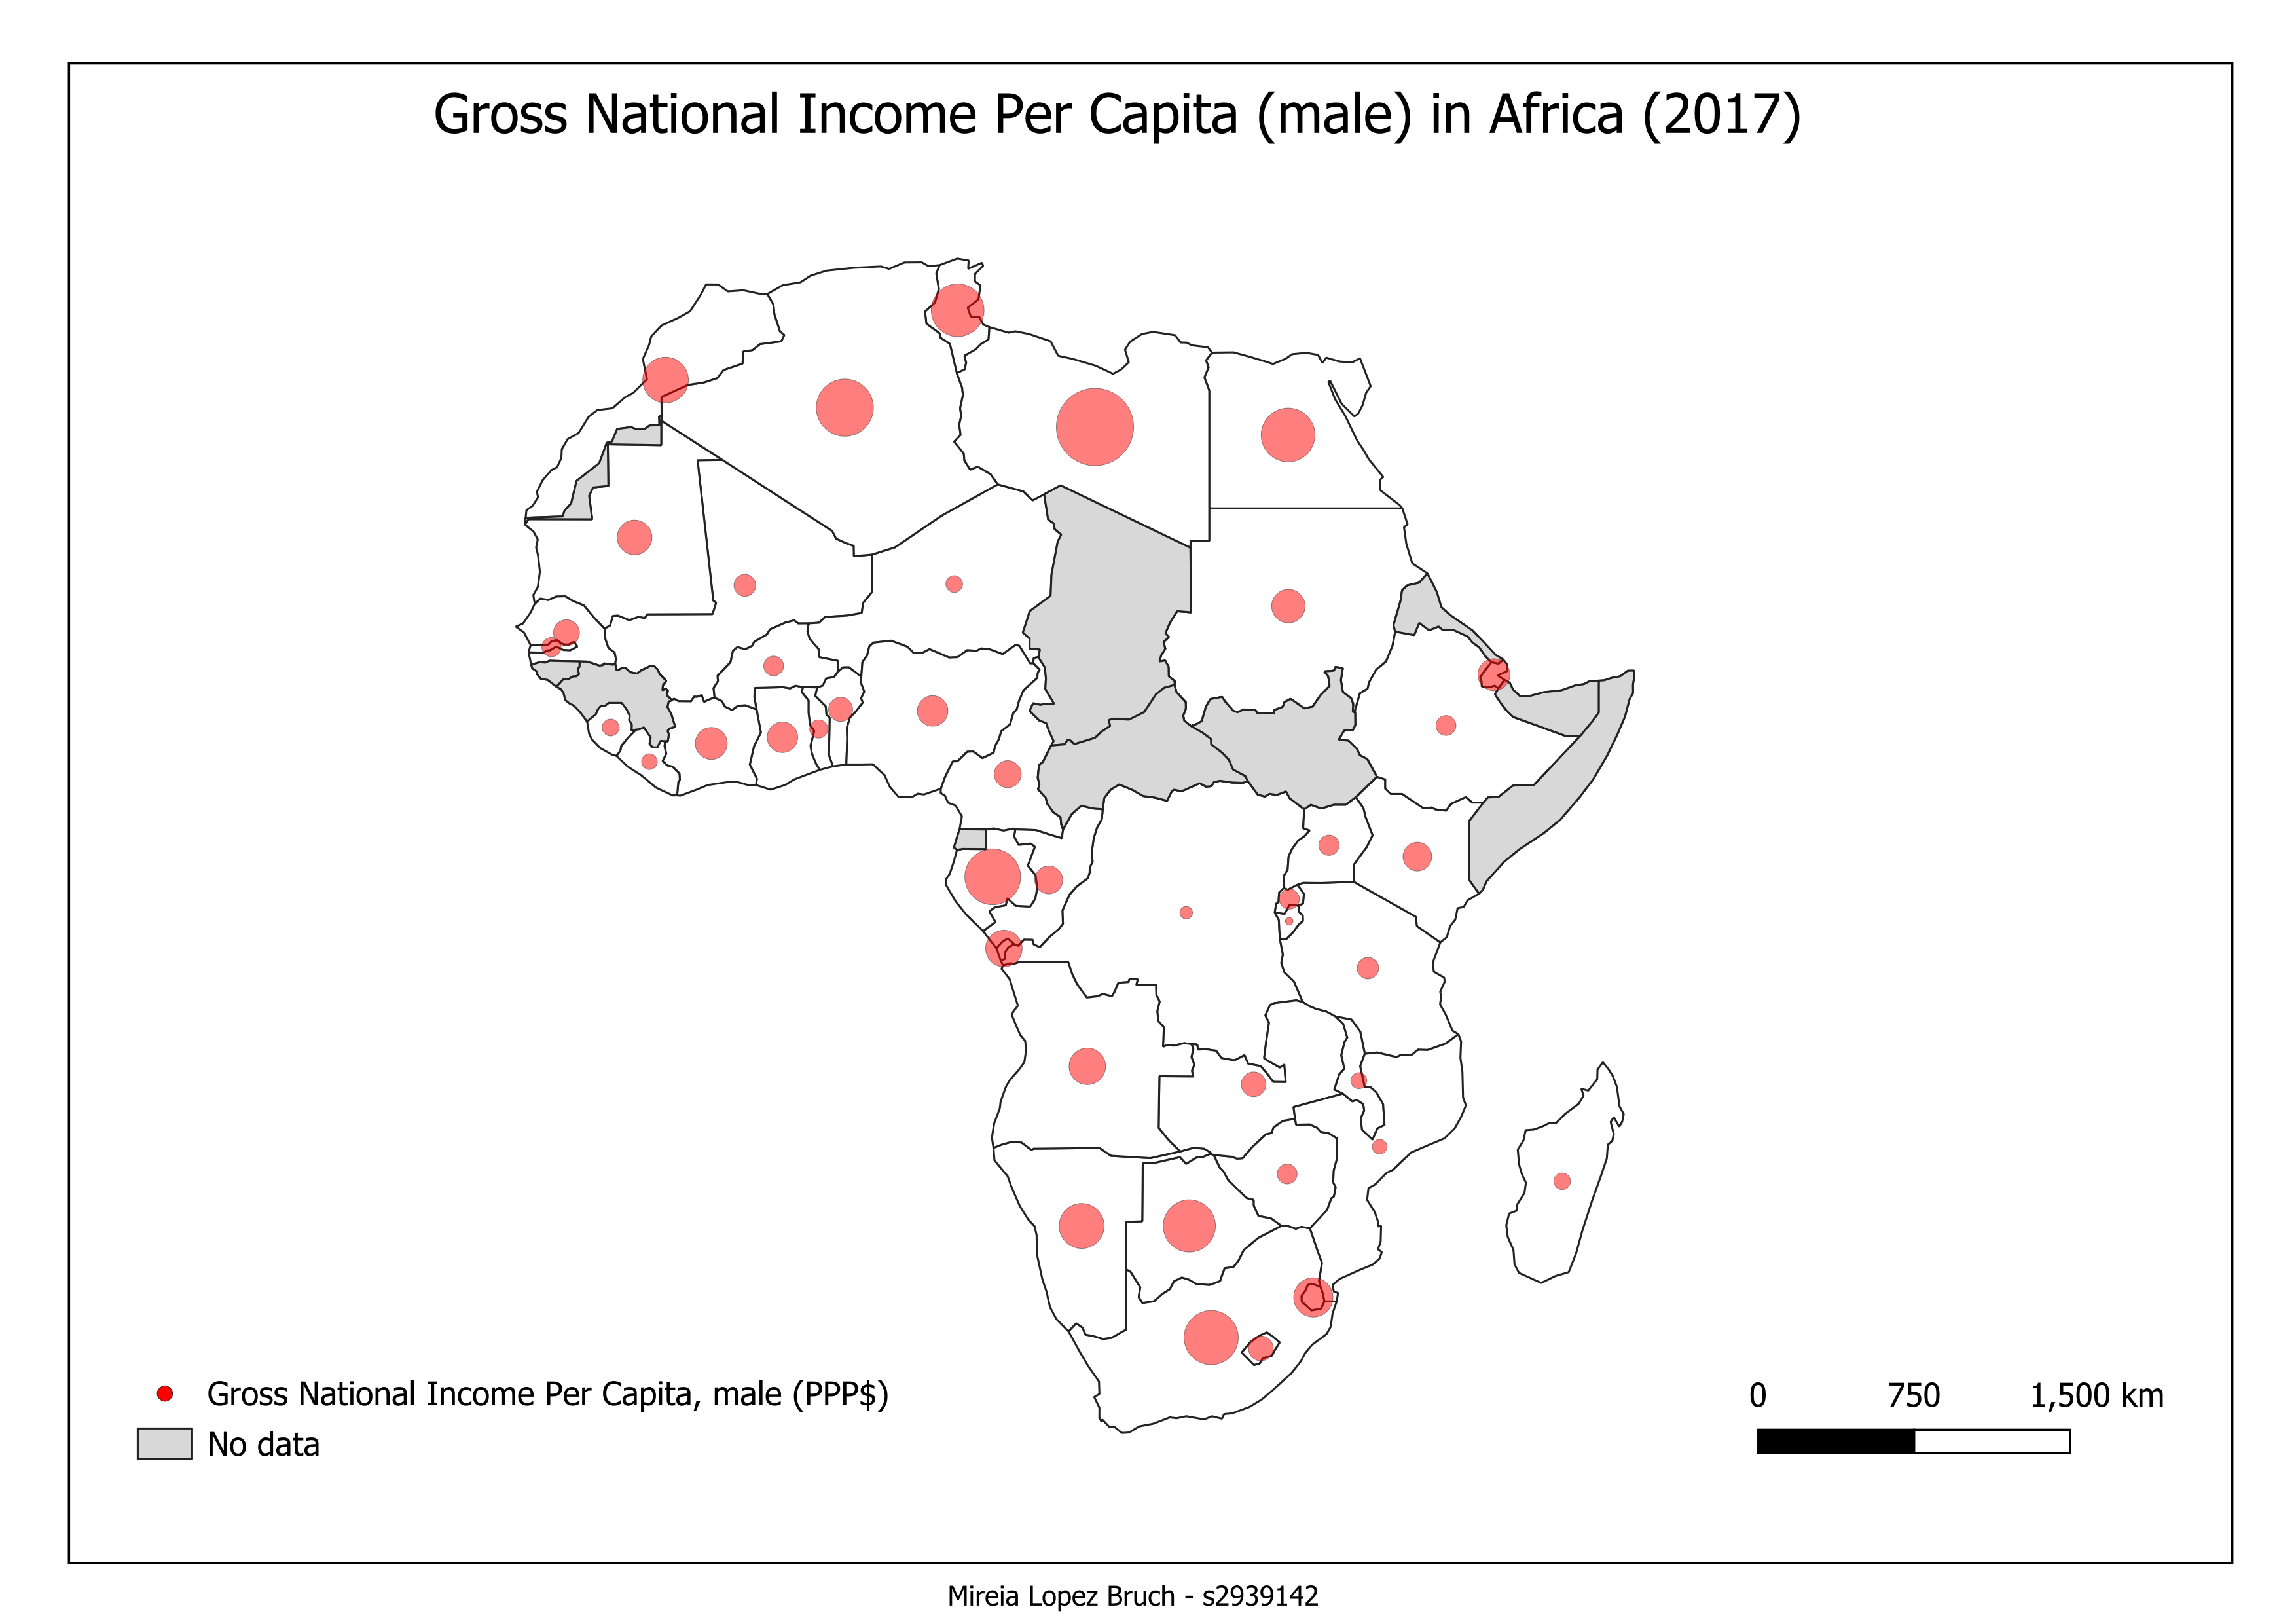 Gross National Income Per Capita (male) in Africa (2017)
Gross National Income Per Capita, male (PPP$)
No data
0 750 1,500 km
Mireia Lopez Bruch - s2939142